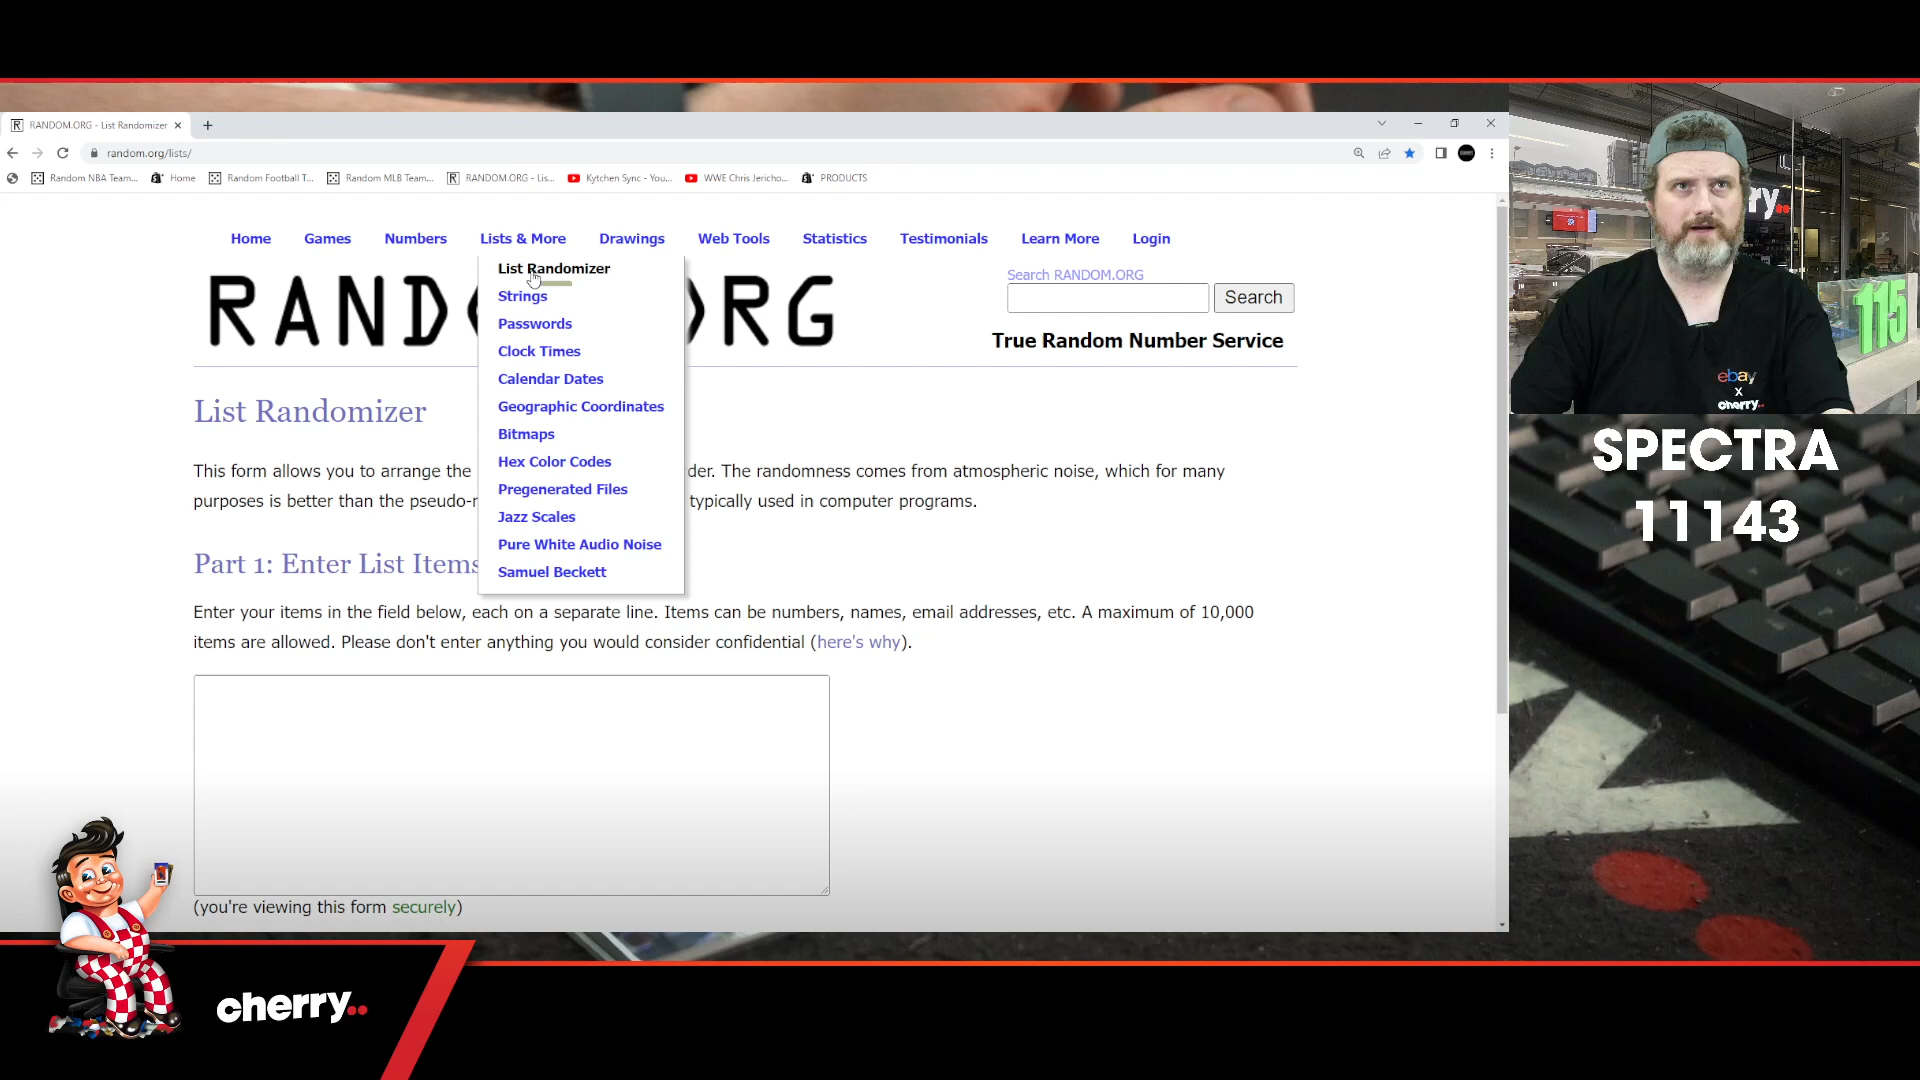 RANDOM.ORG - List Randomizer
random.org/lists/
Random NBA Team...
Home
Random Football T...
Random MLB Team...
RANDOM.ORG - Lis...
Kytchen Sync - You...
WWE Chris Jericho...
PRODUCTS
Home
Games
Numbers
Lists & More
Drawings
Web Tools
Statistics
Testimonials
Learn More
Login
List Randomizer
Strings
Passwords
Clock Times
Calendar Dates
Geographic Coordinates
Bitmaps
Hex Color Codes
Pregenerated Files
Jazz Scales
Pure White Audio Noise
Samuel Beckett
RAND RG
Search RANDOM.ORG
Search
True Random Number Service
List Randomizer
This form allows you to arrange the der. The randomness comes from atmospheric noise, which for many
purposes is better than the pseudo-r typically used in computer programs.
Part 1: Enter List Items
Enter your items in the field below, each on a separate line. Items can be numbers, names, email addresses, etc. A maximum of 10,000
items are allowed. Please don't enter anything you would consider confidential (here's why).
(you're viewing this form securely)
ry..
115
ebay
x
cherry..
SPECTRA
11143
cherry..